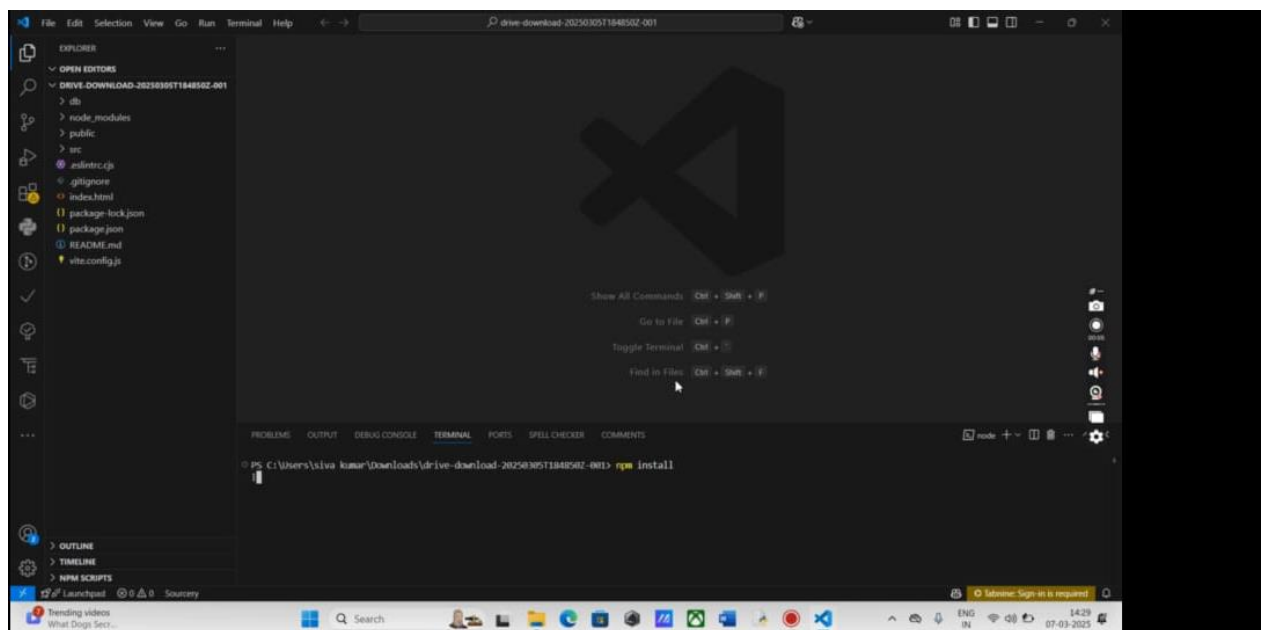 File Edit Selection View Go Run Terminal Help
drive-download-20250305T184850Z-001
EXPLORER
OPEN EDITORS
DRIVE-DOWNLOAD-20250305T184850Z-001
db
node_modules
public
src
.eslintrc.cjs
.gitignore
index.html
package-lock.json
package.json
README.md
vite.config.js
Show All Commands Ctrl + Shift + P
Go to File Ctrl + P
Toggle Terminal Ctrl + `
Find in Files Ctrl + Shift + F
00:05
PROBLEMS OUTPUT DEBUG CONSOLE TERMINAL PORTS SPELL CHECKER COMMENTS
node
PS C:\Users\siva kumar\Downloads\drive-download-20250305T184850Z-001> npm install
OUTLINE
TIMELINE
NPM SCRIPTS
Launchpad 0 0 Sourcery
Tabnine: Sign-in is required
Trending videos
What Dogs Secr...
Search
ENG
IN
14:29
07-03-2025